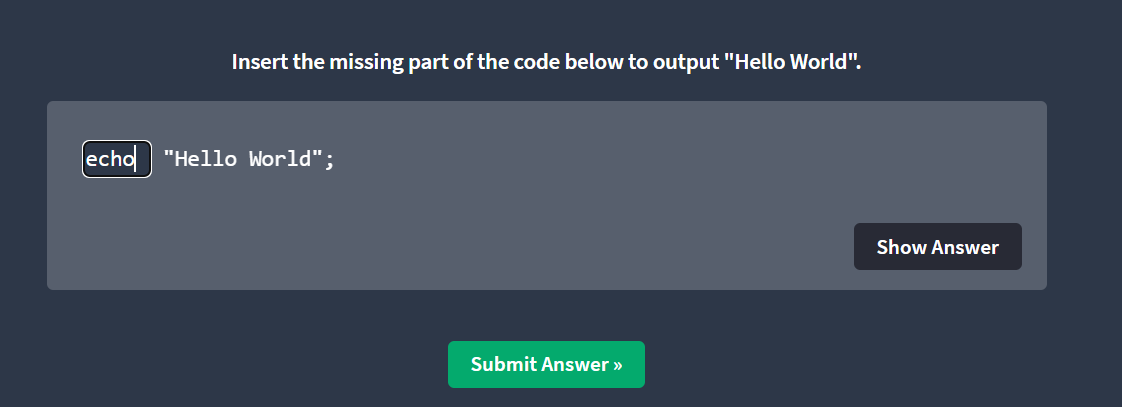 Insert the missing part of the code below to output "Hello World".
echo "Hello World";
Show Answer
Submit Answer »